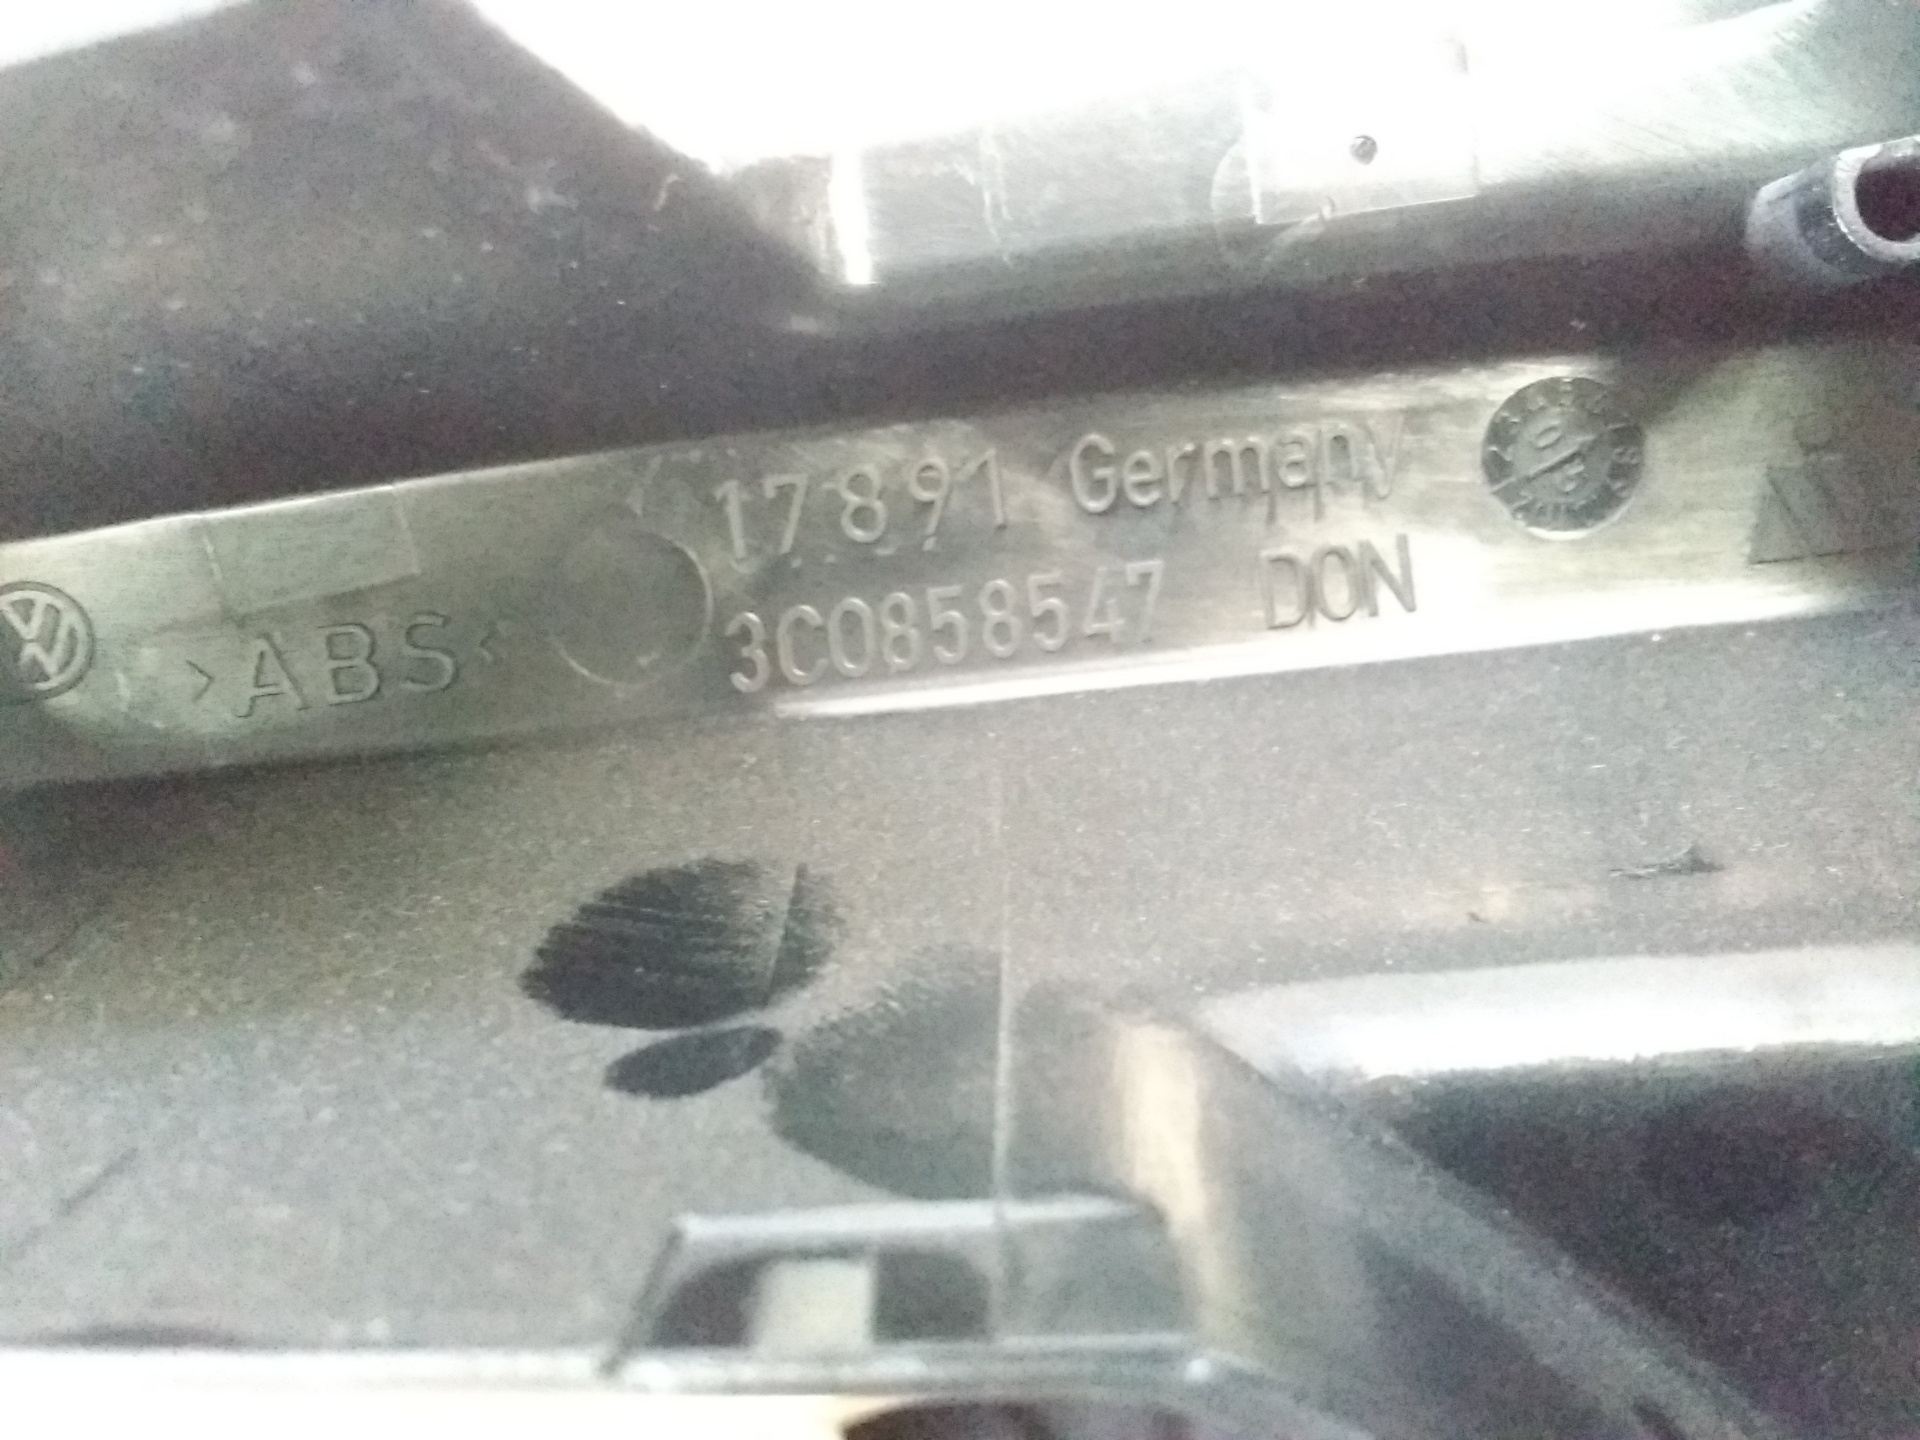 17891 Germany
>ABS<
3C0858547 DON